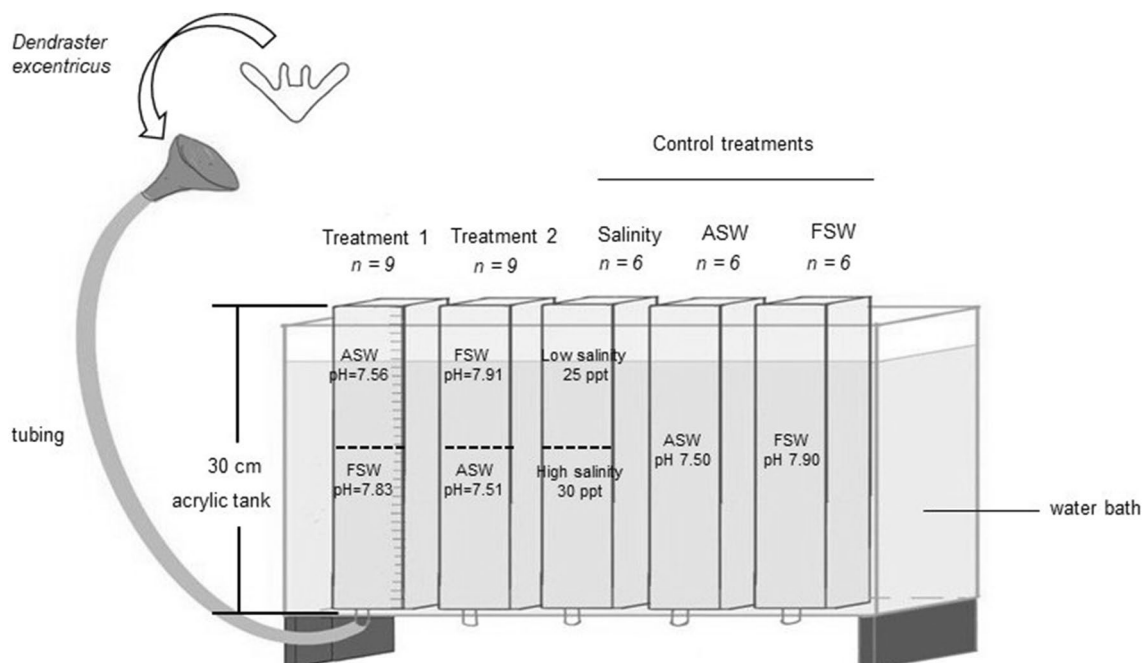 Dendraster
excentricus
Control treatments
Treatment 1
n = 9
Treatment 2
n = 9
Salinity
n = 6
ASW
n = 6
FSW
n = 6
ASW
pH=7.56
FSW
pH=7.83
FSW
pH=7.91
ASW
pH=7.51
Low salinity
25 ppt
High salinity
30 ppt
ASW
pH 7.50
FSW
pH 7.90
tubing
30 cm
acrylic tank
water bath